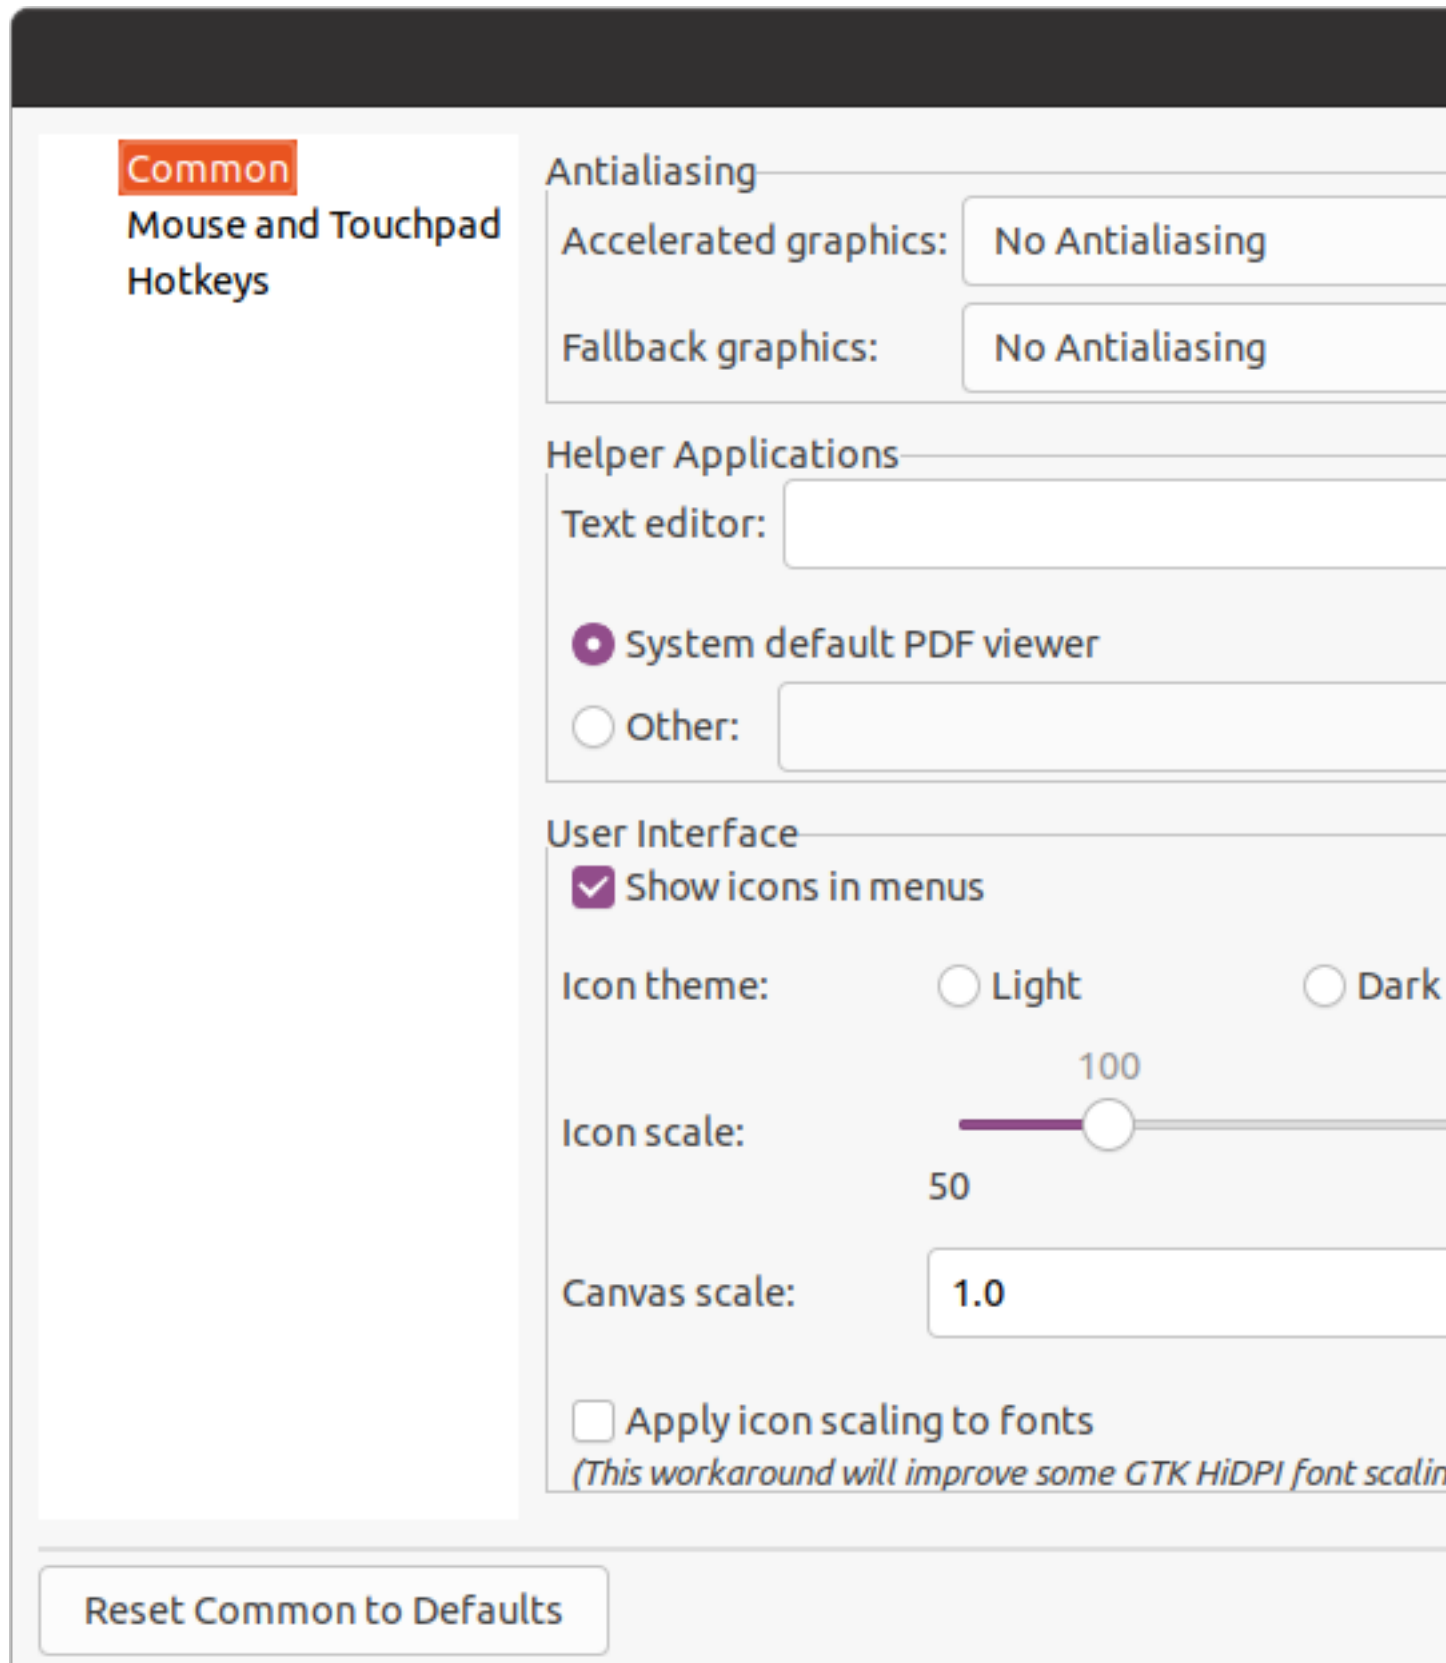 Common
Mouse and Touchpad
Hotkeys
Antialiasing
Accelerated graphics: No Antialiasing
Fallback graphics: No Antialiasing
Helper Applications
Text editor:
System default PDF viewer
Other:
User Interface
Show icons in menus
Icon theme: Light Dark
100
Icon scale:
50
Canvas scale: 1.0
Apply icon scaling to fonts
(This workaround will improve some GTK HiDPI font
Reset Common to Defaults